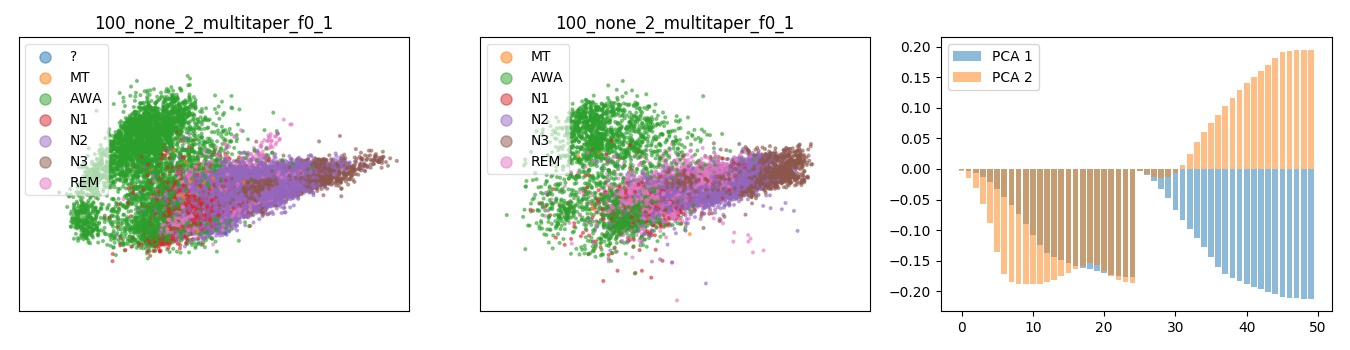 100_none_2_multitaper_f0_1
?
MT
AWA
N1
N2
N3
REM
100_none_2_multitaper_f0_1
MT
AWA
N1
N2
N3
REM
PCA 1
PCA 2
0.20
0.15
0.10
0.05
0.00
−0.05
−0.10
−0.15
−0.20
0 10 20 30 40 50